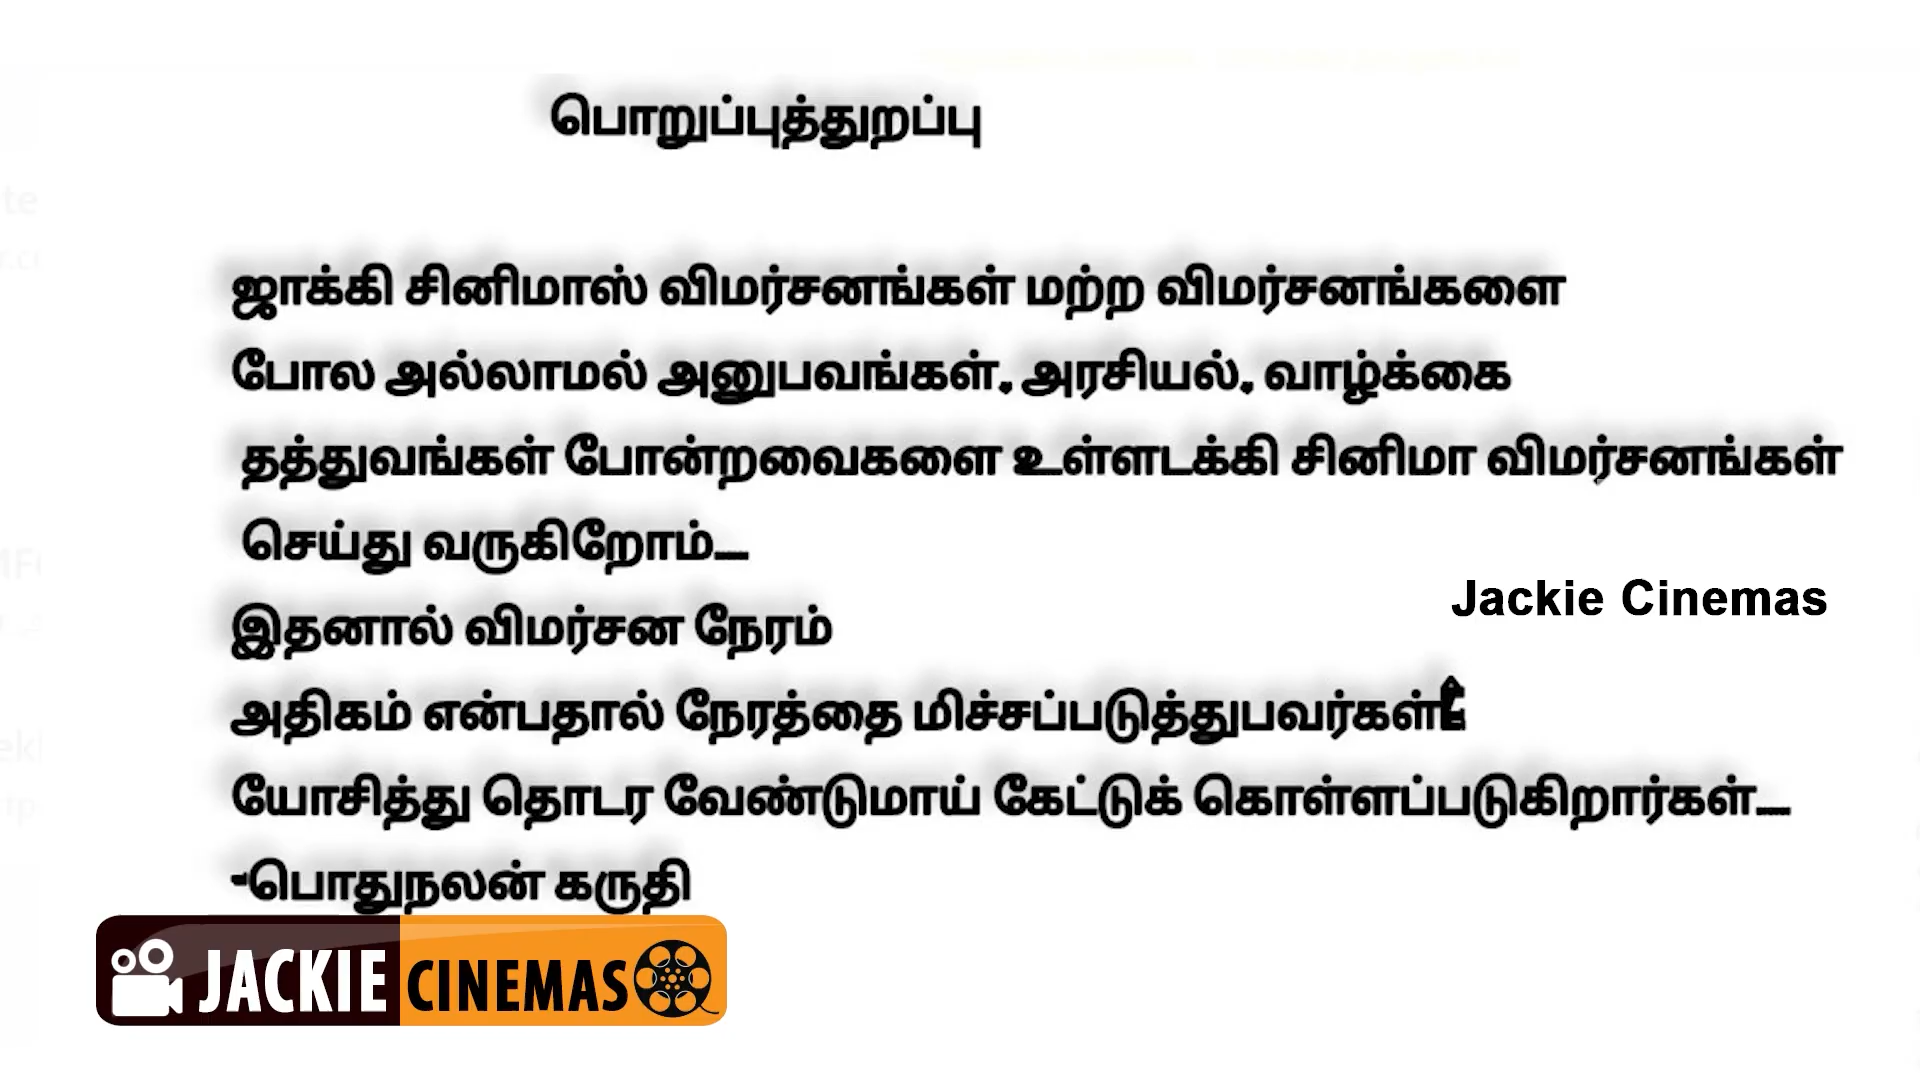 பொறுப்புத்துறப்பு
ஜாக்கி சினிமாஸ் விமர்சனங்கள் மற்ற விமர்சனங்களை
போல அல்லாமல் அனுபவங்கள், அரசியல், வாழ்க்கை
தத்துவங்கள் போன்றவைகளை உள்ளடக்கி சினிமா விமர்சனங்கள்
செய்து வருகிறோம்...
இதனால் விமர்சன நேரம்
Jackie Cinemas
அதிகம் என்பதால் நேரத்தை மிச்சப்படுத்துபவர்கள்
யோசித்து தொடர வேண்டுமாய் கேட்டுக் கொள்ளப்படுகிறார்கள்...
-பொதுநலன் கருதி
JACKIE CINEMAS